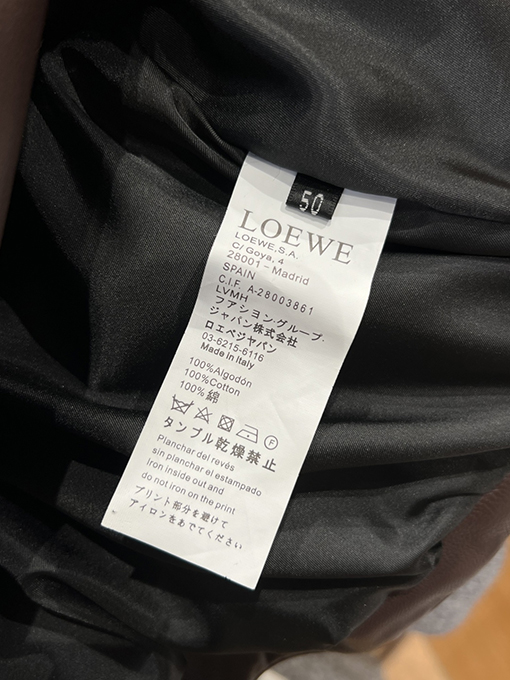 50
LOEWE
LOEWE,S.A.
C/ Goya, 4
28001 - Madrid
SPAIN
C.I.F. A-28003861
LVMH
ファション・グループ・
ジャパン株式会社
ロエベジャパン
03-6215-6116
Made in Italy
100%Algodón
100%Cotton
100% 綿
F
タンブル乾燥禁止
Planchar del revés
sin planchar el estampado
iron inside out and
do not iron on the print
プリント部分を避けて
アイロンをあててください